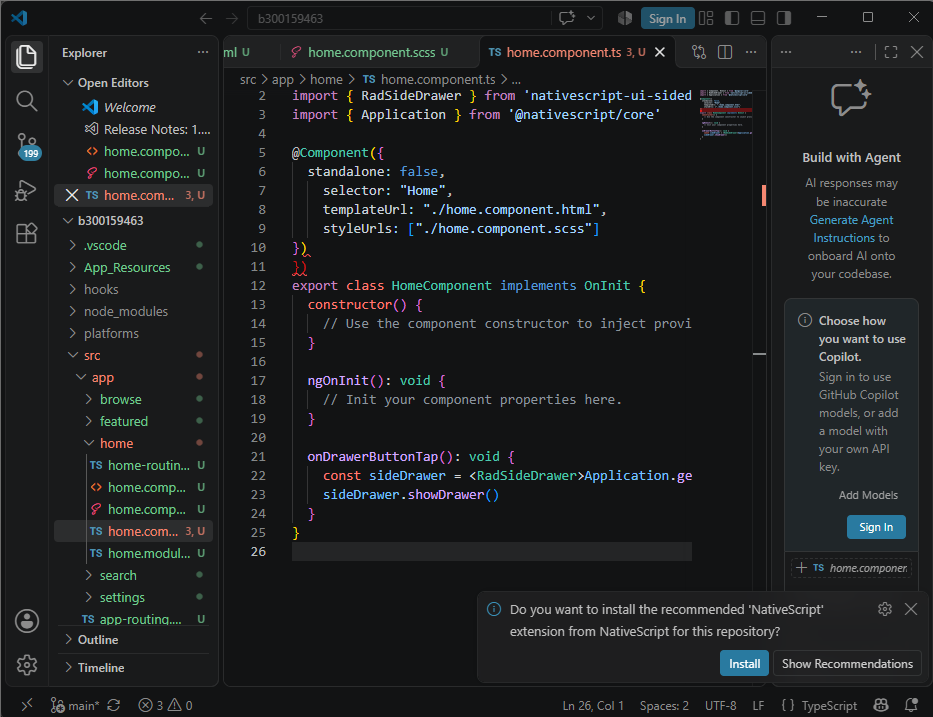 b300159463
Sign In
Explorer
Open Editors
Welcome
Release Notes: 1....
home.compo... U
home.compo... U
TS home.com... 3, U
b300159463
.vscode
App_Resources
hooks
node_modules
platforms
src
app
browse
featured
home
TS home-routin... U
home.comp... U
home.comp... U
TS home.com... 3, U
TS home.modul... U
search
settings
TS app-routing.... U
Outline
Timeline
199
ml U
home.component.scss U
TS home.component.ts 3, U
src > app > home > TS home.component.ts > ...
2 import { RadSideDrawer } from 'nativescript-ui-sided
3 import { Application } from '@nativescript/core'
4
5 @Component({
6 standalone: false,
7 selector: "Home",
8 templateUrl: "./home.component.html",
9 styleUrls: ["./home.component.scss"]
10 })
11 })
12 export class HomeComponent implements OnInit {
13 constructor() {
14 // Use the component constructor to inject provi
15 }
16
17 ngOnInit(): void {
18 // Init your component properties here.
19 }
20
21 onDrawerButtonTap(): void {
22 const sideDrawer = <RadSideDrawer>Application.ge
23 sideDrawer.showDrawer()
24 }
25 }
26
Build with Agent
AI responses may
be inaccurate
Generate Agent
Instructions to
onboard AI onto
your codebase.
Choose how
you want to use
Copilot.
Sign in to use
GitHub Copilot
models, or add
a model with
your own API
key.
Add Models
Sign In
TS home.componen
Do you want to install the recommended 'NativeScript'
extension from NativeScript for this repository?
Install
Show Recommendations
main* 3 0
Ln 26, Col 1 Spaces: 2 UTF-8 LF { } TypeScript